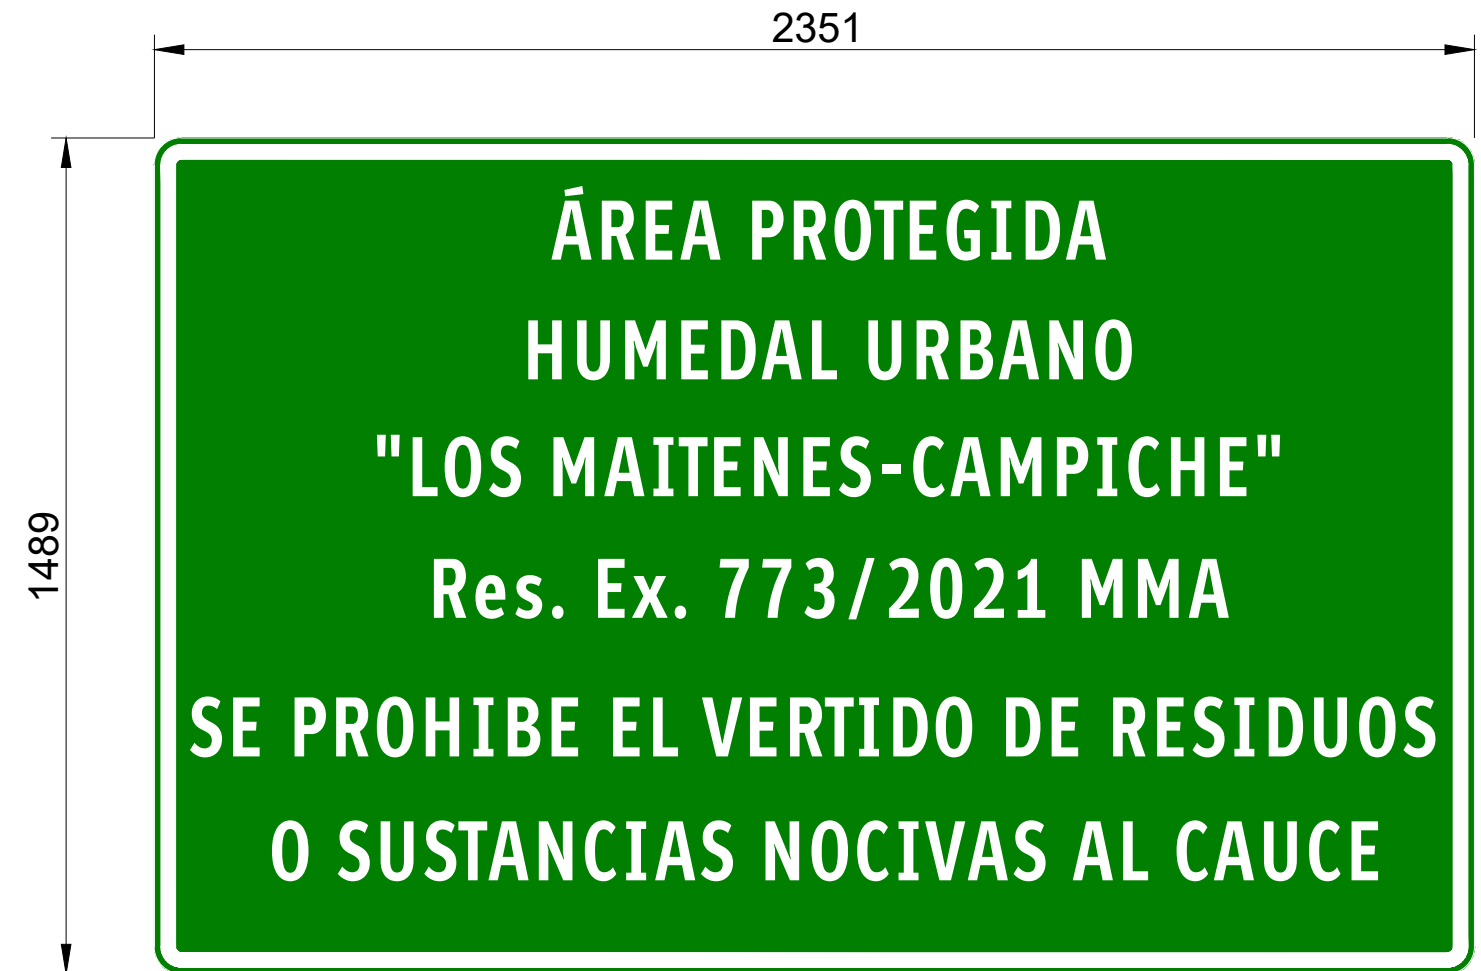 2351
1489
ÁREA PROTEGIDA
HUMEDAL URBANO
"LOS MAITENES-CAMPICHE"
Res. Ex. 773/2021 MMA
SE PROHIBE EL VERTIDO DE RESIDUOS
O SUSTANCIAS NOCIVAS AL CAUCE